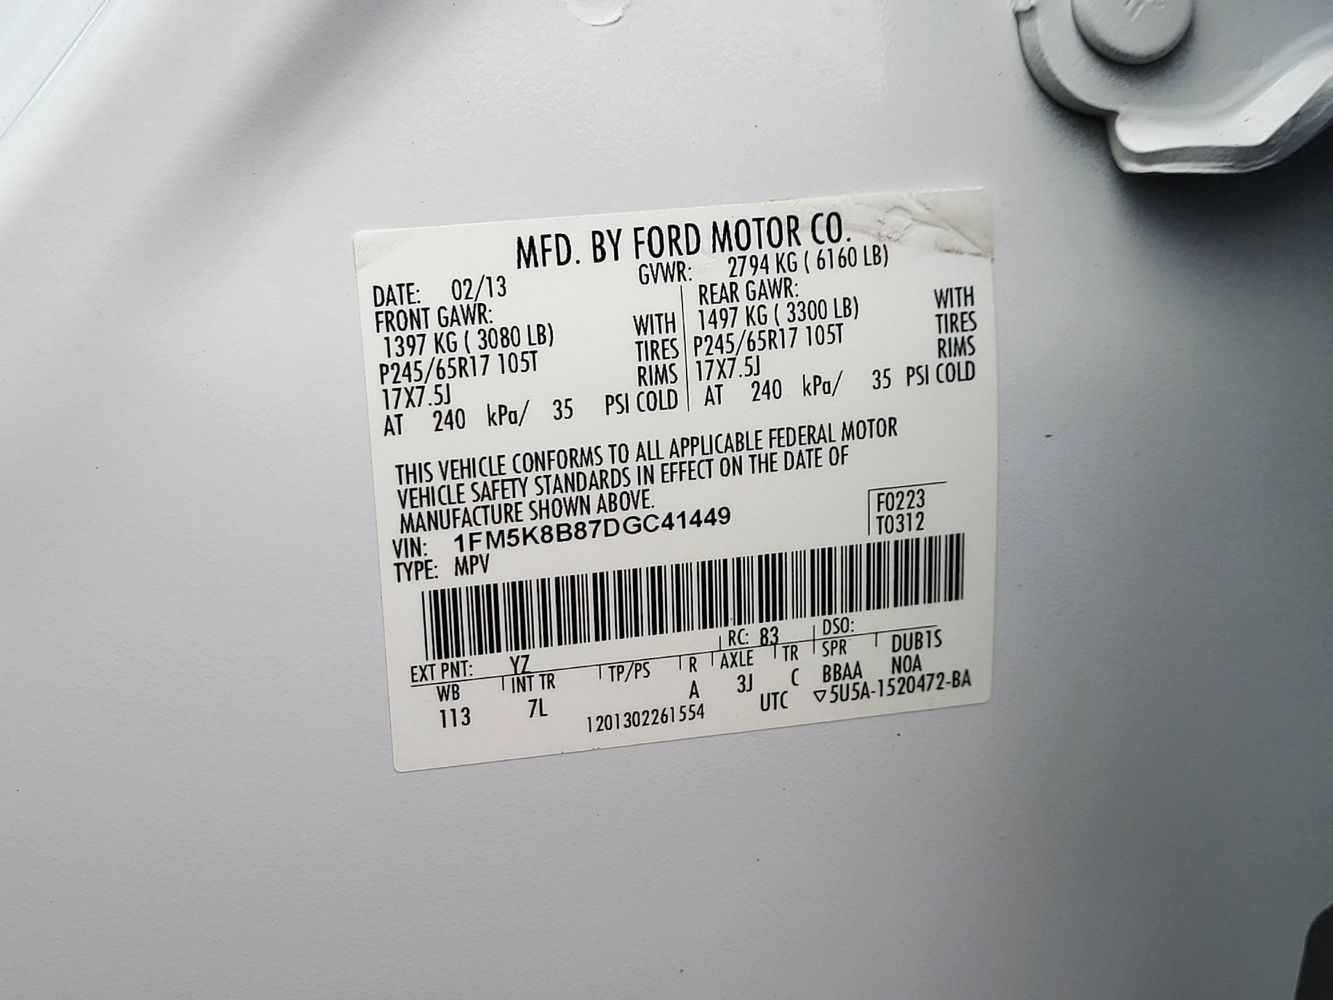 MFD. BY FORD MOTOR CO.
DATE: 02/13 GVWR: 2794 KG ( 6160 LB)
FRONT GAWR: REAR GAWR:
1397 KG ( 3080 LB) WITH 1497 KG ( 3300 LB) WITH
P245/65R17 105T TIRES P245/65R17 105T TIRES
17X7.5J RIMS 17X7.5J RIMS
AT 240 kPa/ 35 PSI COLD AT 240 kPa/ 35 PSI COLD
THIS VEHICLE CONFORMS TO ALL APPLICABLE FEDERAL MOTOR
VEHICLE SAFETY STANDARDS IN EFFECT ON THE DATE OF
MANUFACTURE SHOWN ABOVE.
VIN: 1FM5K8B87DGC41449 F0223
TYPE: MPV T0312
EXT PNT: YZ RC: 83 DSO:
WB INT TR TP/PS R AXLE TR SPR DUB1S
113 7L A 3J C BBAA NOA
1201302261554 UTC ▽5U5A-1520472-BA